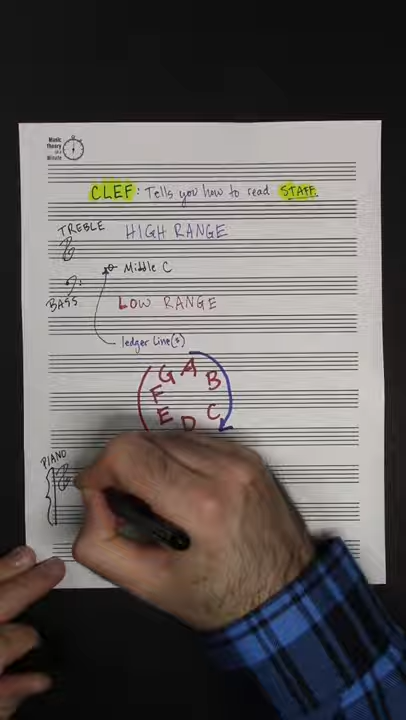 Music
theory
in a
Minute
CLEF: Tells you how to read STAFF.
TREBLE HIGH RANGE
Middle C
BASS LOW RANGE
ledger line(s)
G A
F B
E D C
PIANO